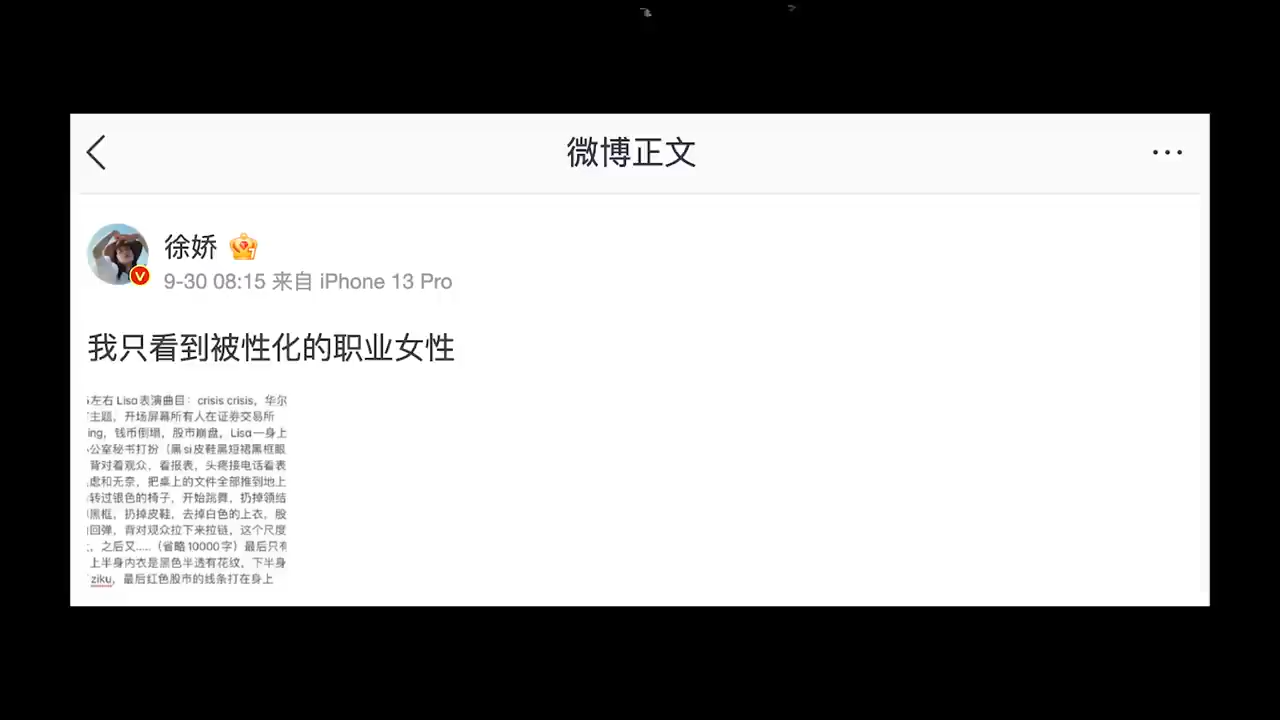 微博正文
徐娇
9-30 08:15 来自 iPhone 13 Pro
我只看到被性化的职业女性
左右 Lisa表演曲目：crisis crisis，华尔
主题，开场屏幕所有人在证券交易所
ing，钱币倒塌，股市崩盘，Lisa一身上
公室秘书打扮（黑si皮鞋黑短裙黑框眼
背对着观众，看报表，头疼接电话看表
虑和无奈，把桌上的文件全部推到地上
转过银色的椅子，开始跳舞，扔掉领结
黑框，扔掉皮鞋，去掉白色的上衣，股
回弹，背对观众拉下来拉链，这个尺度
，之后又.....（省略10000字）最后只有
上半身内衣是黑色半透有花纹，下半身
ziku，最后红色股市的线条打在身上